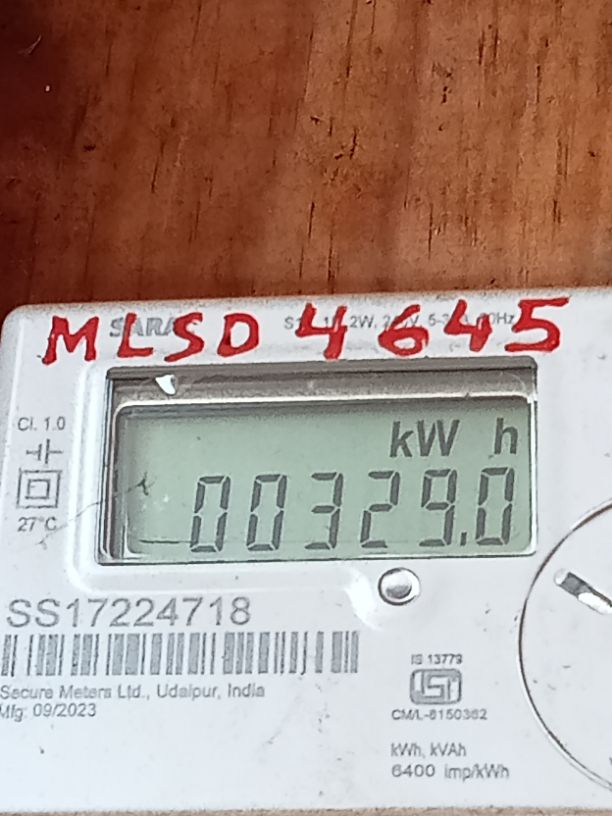 MLSD 4645
Cl. 1.0
27°C
kW h
00329.0
SS17224718
Secure Meters Ltd., Udaipur, India
Mfg: 09/2023
IS 13779
ISI
CM/L-8150362
kWh, kVAh
6400 imp/kWh